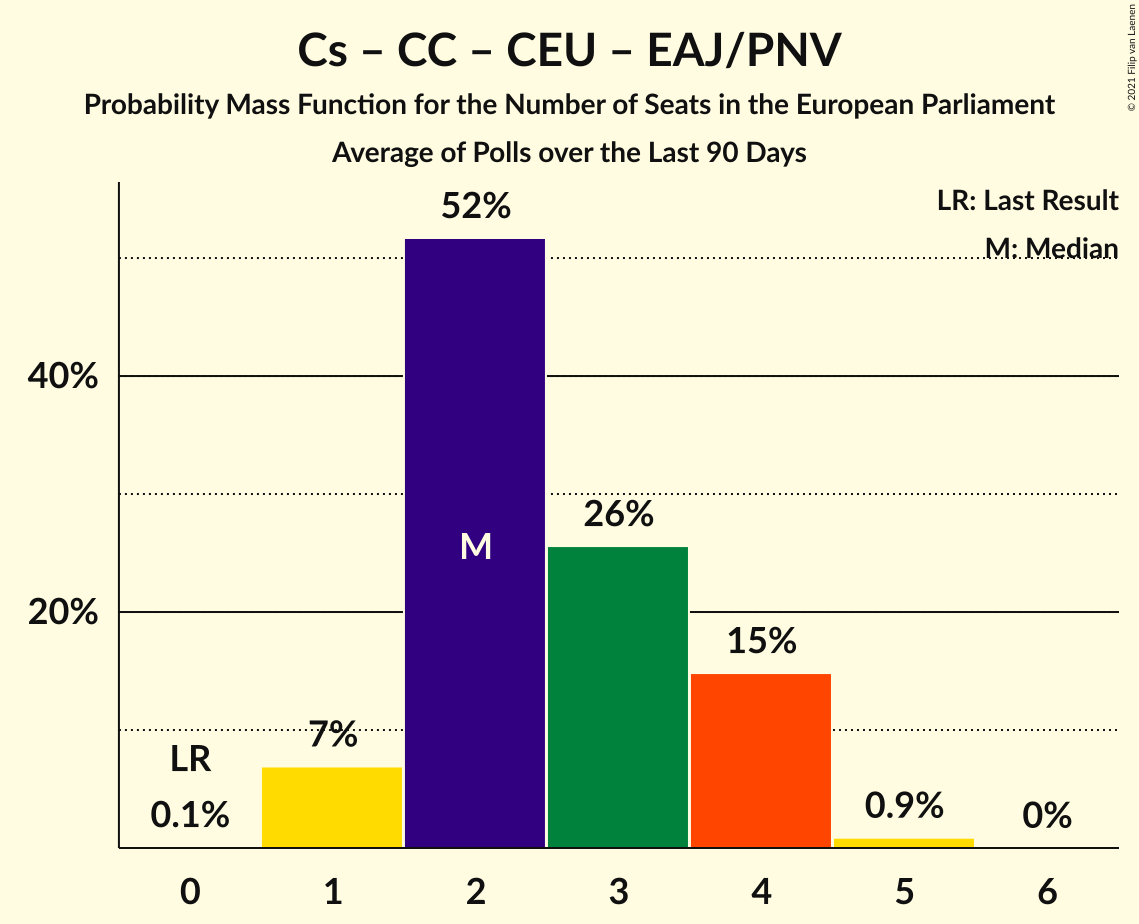 Cs – CC – CEU – EAJ/PNV
Probability Mass Function for the Number of Seats in the European Parliament
Average of Polls over the Last 90 Days
© 2021 Filip van Laenen
LR: Last Result
M: Median
52%
40%
26%
M
20%
15%
7%
LR
0.1%
0.9%
0%
0 1 2 3 4 5 6